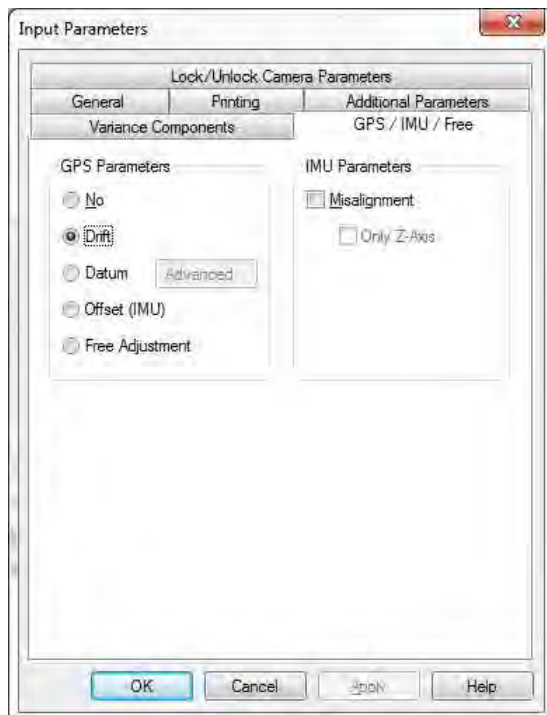 Input Parameters
Lock/Unlock Camera Parameters
General Printing Additional Parameters
Variance Components GPS / IMU / Free
GPS Parameters
No
Drift
Datum Advanced
Offset (IMU)
Free Adjustment
IMU Parameters
Misalignment
Only Z-Axis
OK Cancel Apply Help